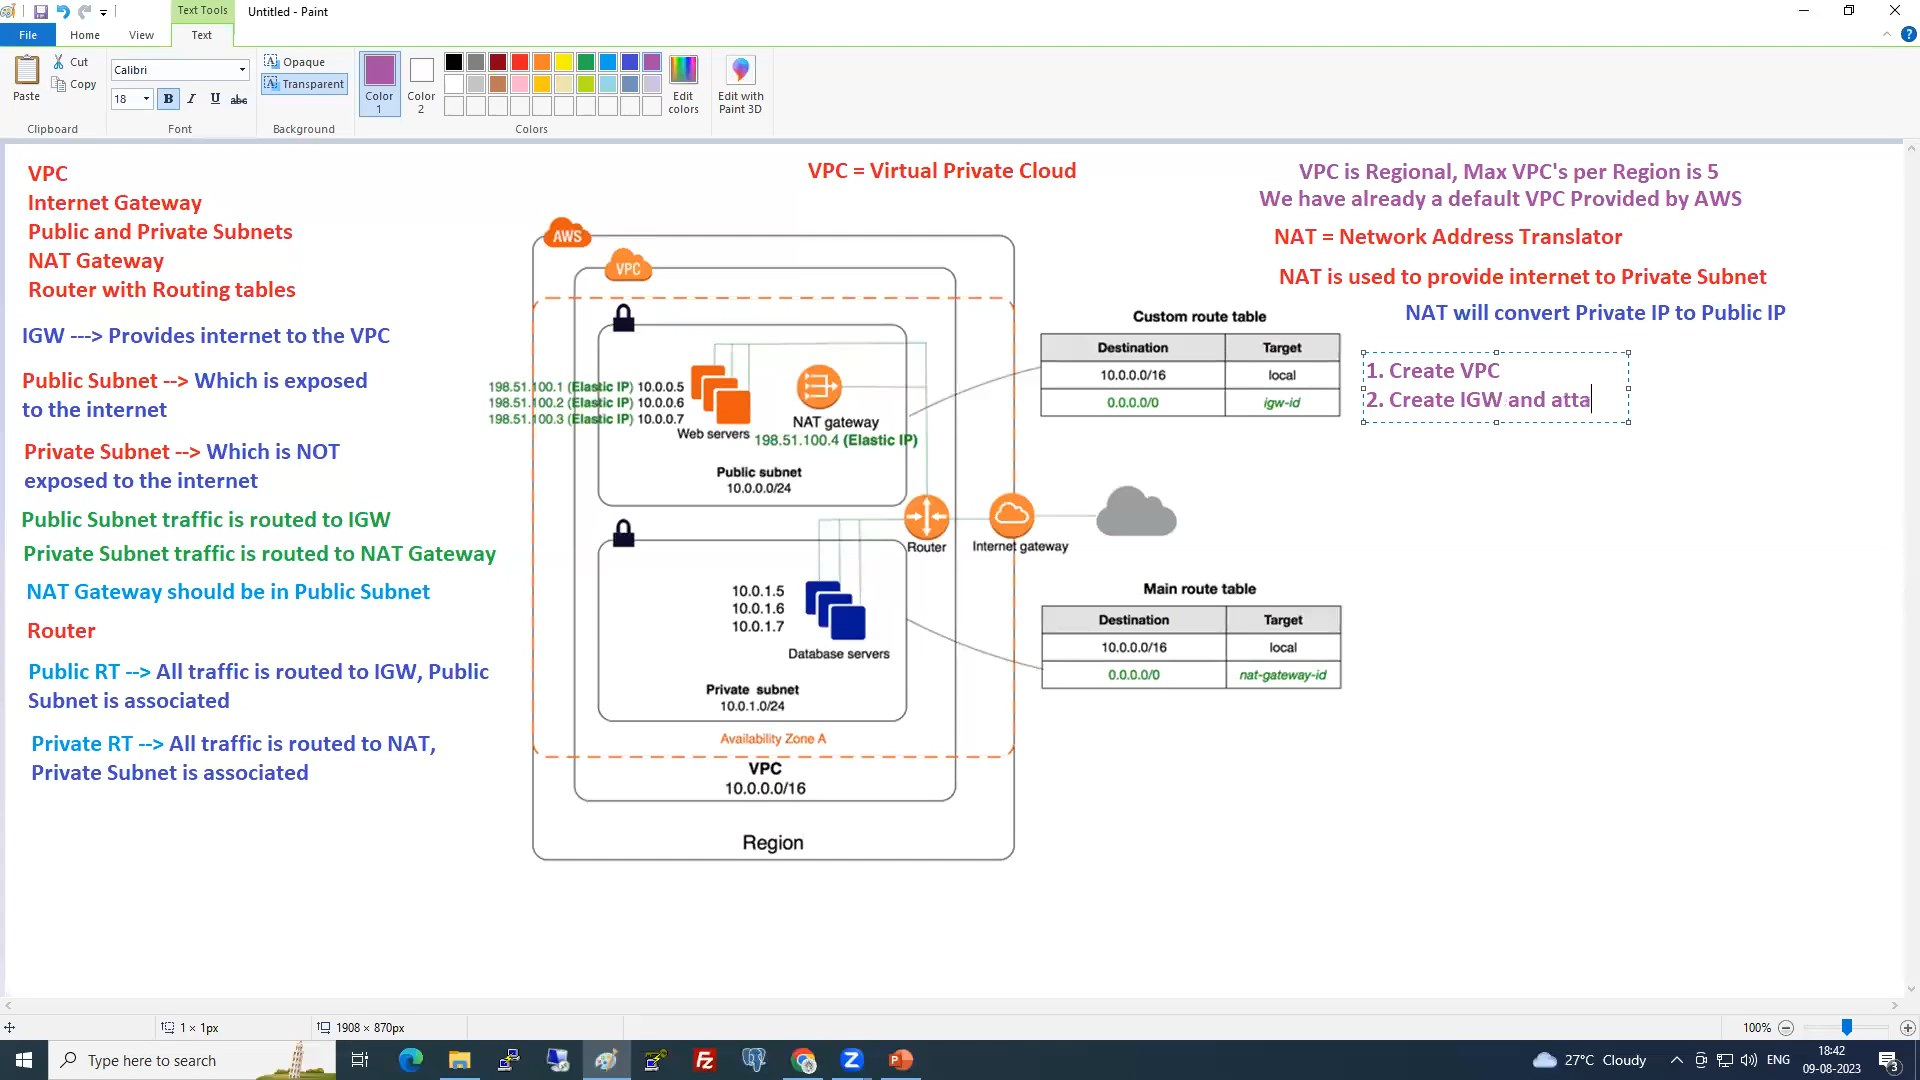 Text Tools
Untitled - Paint
File
Home
View
Text
Paste
Cut
Copy
Clipboard
Calibri
18
B
I
U
abc
Font
Opaque
Transparent
Background
Color
1
Color
2
Edit
colors
Edit with
Paint 3D
Colors
VPC
Internet Gateway
Public and Private Subnets
NAT Gateway
Router with Routing tables
IGW ---> Provides internet to the VPC
Public Subnet --> Which is exposed
to the internet
Private Subnet --> Which is NOT
exposed to the internet
Public Subnet traffic is routed to IGW
Private Subnet traffic is routed to NAT Gateway
NAT Gateway should be in Public Subnet
Router
Public RT --> All traffic is routed to IGW, Public
Subnet is associated
Private RT --> All traffic is routed to NAT,
Private Subnet is associated
VPC = Virtual Private Cloud
AWS
VPC
198.51.100.1 (Elastic IP) 10.0.0.5
198.51.100.2 (Elastic IP) 10.0.0.6
198.51.100.3 (Elastic IP) 10.0.0.7
Web servers
NAT gateway
198.51.100.4 (Elastic IP)
Public subnet
10.0.0.0/24
Router
Internet gateway
10.0.1.5
10.0.1.6
10.0.1.7
Database servers
Private subnet
10.0.1.0/24
Availability Zone A
VPC
10.0.0.0/16
Region
Custom route table
Destination Target
10.0.0.0/16 local
0.0.0.0/0 igw-id
Main route table
Destination Target
10.0.0.0/16 local
0.0.0.0/0 nat-gateway-id
VPC is Regional, Max VPC's per Region is 5
We have already a default VPC Provided by AWS
NAT = Network Address Translator
NAT is used to provide internet to Private Subnet
NAT will convert Private IP to Public IP
1. Create VPC
2. Create IGW and atta
1 × 1px
1908 × 870px
100%
Type here to search
27°C Cloudy
ENG
18:42
09-08-2023
3